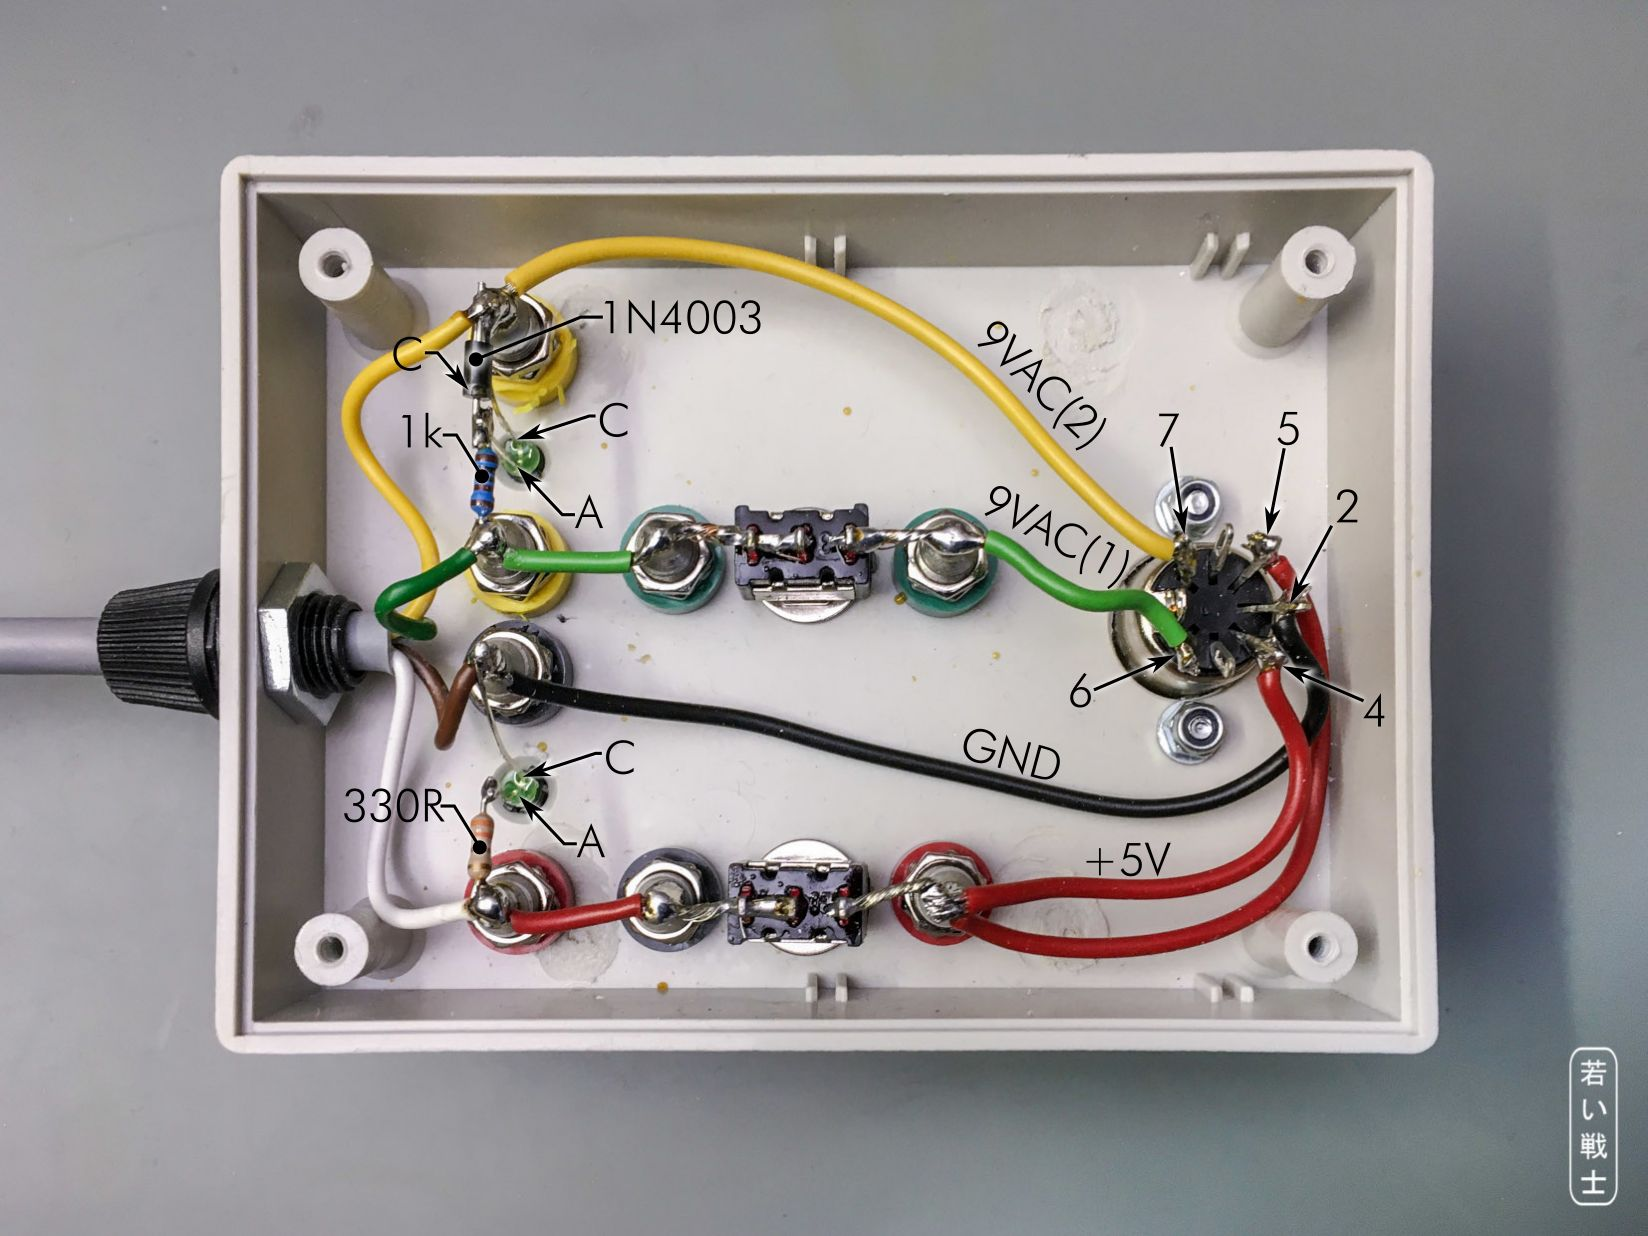 1N4003
C
9VAC(2)
C
1k
7
5
A
9VAC(1)
2
6
4
GND
C
330R
A
+5V
若い戦士